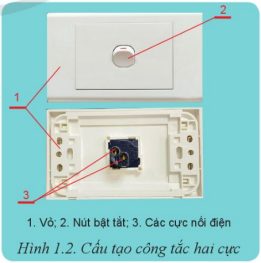 2
1
3
1. Vỏ; 2. Nút bật tắt; 3. Các cực nối điện
Hình 1.2. Cấu tạo công tắc hai cực